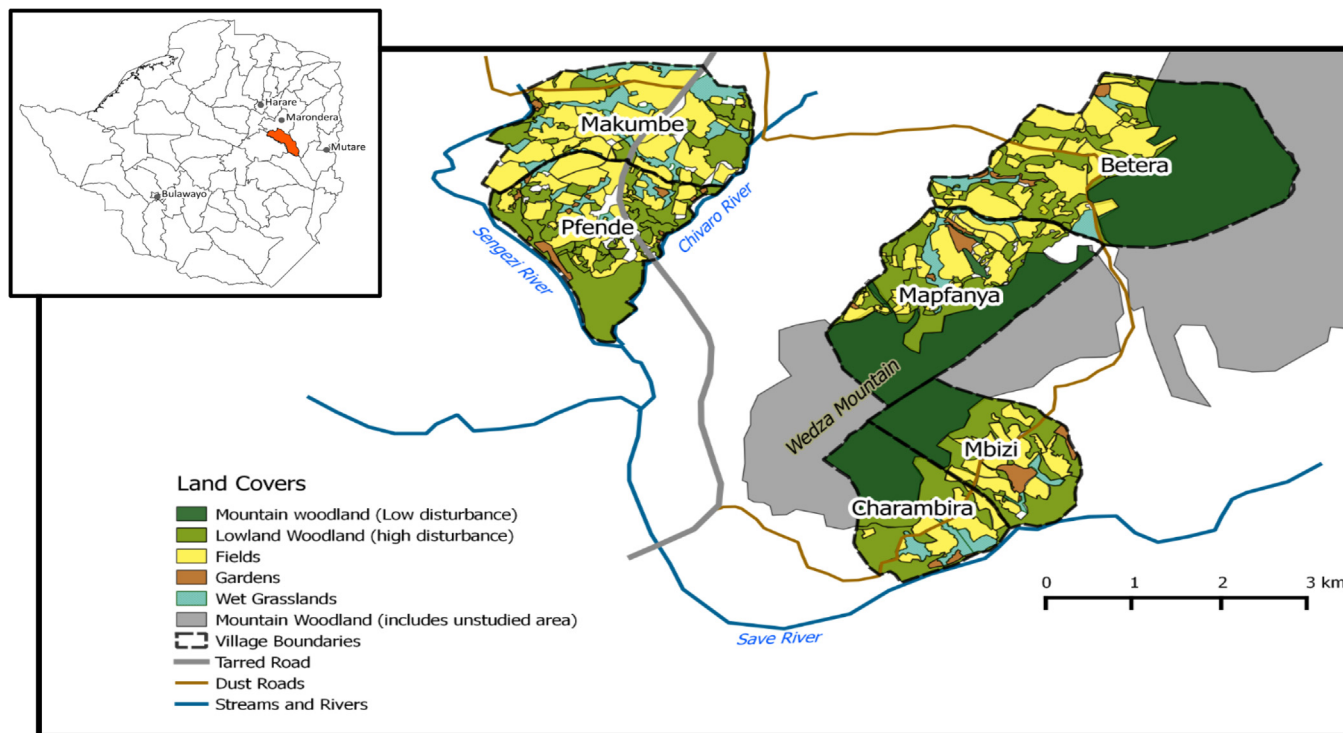 Harare
Marondera
Mutare
Bulawayo
Makumbe
Betera
Pfende
Chivaro River
Sengezi River
Mapfanya
Wedza Mountain
Mbizi
Charambira
Save River
Land Covers
Mountain woodland (Low disturbance)
Lowland Woodland (high disturbance)
Fields
Gardens
Wet Grasslands
Mountain Woodland (includes unstudied area)
Village Boundaries
Tarred Road
Dust Roads
Streams and Rivers
0 1 2 3 km